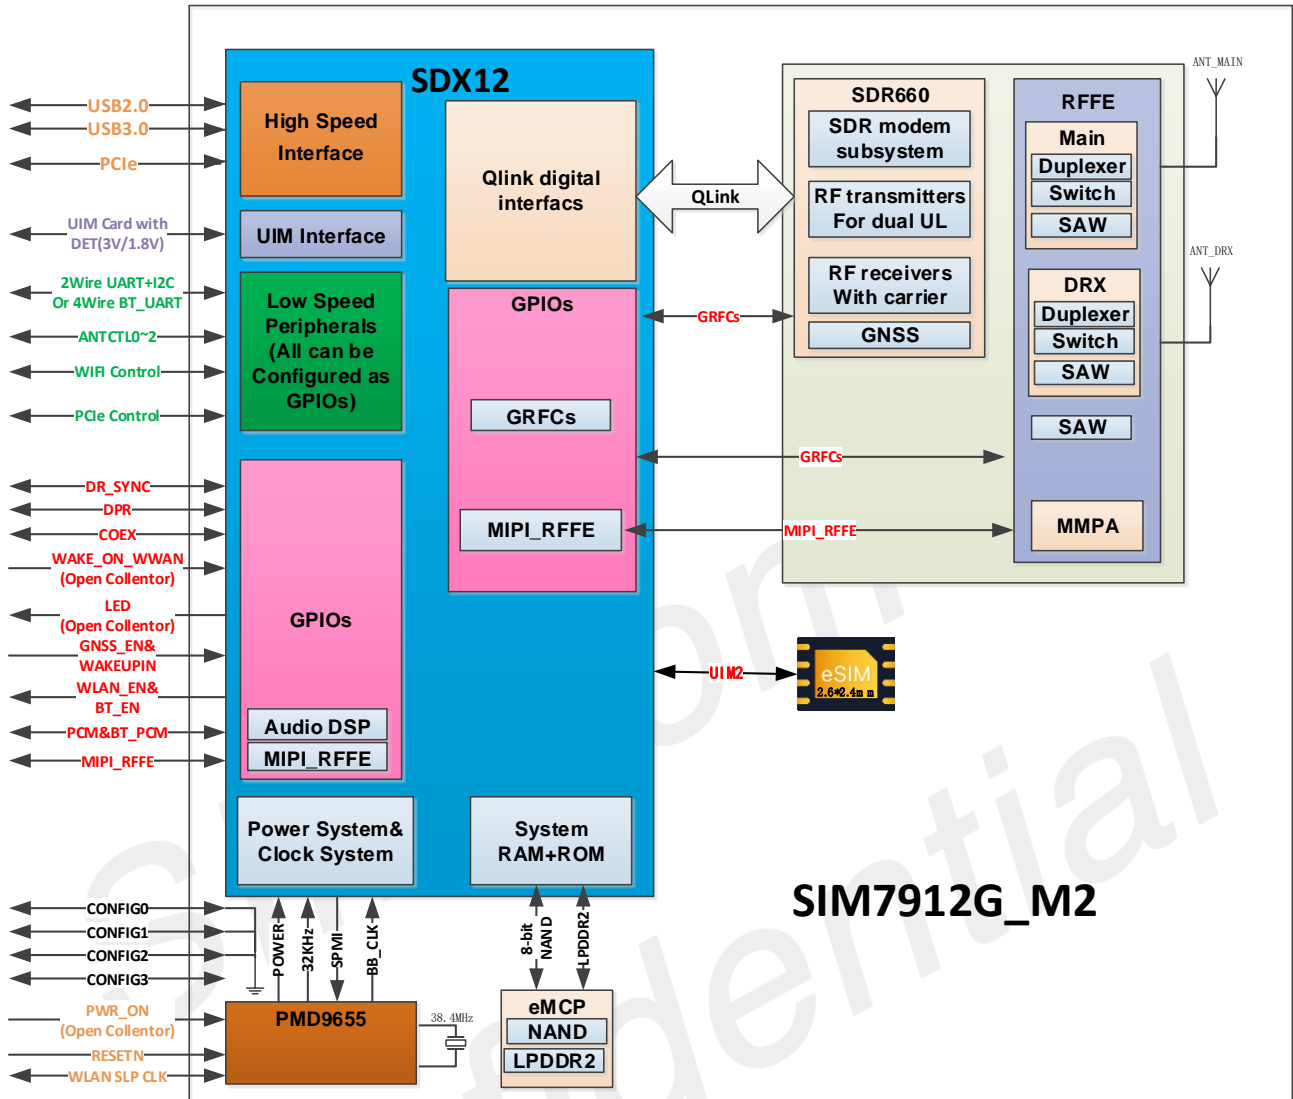 SDX12
USB2.0
USB3.0
PCIe
High Speed
Interface
UIM Card with
DET(3V/1.8V)
UIM Interface
2Wire UART+I2C
Or 4Wire BT_UART
ANTCTL0~2
WIFI Control
PCIe Control
Low Speed
Peripherals
(All can be
Configured as
GPIOs)
DR_SYNC
DPR
COEX
WAKE_ON_WWAN
(Open Collentor)
LED
(Open Collentor)
GNSS_EN&
WAKEUPIN
WLAN_EN&
BT_EN
PCM&BT_PCM
MIPI_RFFE
GPIOs
Audio DSP
MIPI_RFFE
Power System&
Clock System
System
RAM+ROM
Qlink digital
interfacs
GPIOs
GRFCs
MIPI_RFFE
QLink
GRFCs
GRFCs
MIPI_RFFE
UIM2
SDR660
SDR modem
subsystem
RF transmitters
For dual UL
RF receivers
With carrier
GNSS
RFFE
Main
Duplexer
Switch
SAW
DRX
Duplexer
Switch
SAW
SAW
MMPA
ANT_MAIN
ANT_DRX
eSIM
2.6*2.4mm
SIM7912G_M2
CONFIG0
CONFIG1
CONFIG2
CONFIG3
POWER
32KHz
SPMI
BB_CLK
8-bit
NAND
LPDDR2
PWR_ON
(Open Collentor)
RESETN
WLAN SLP CLK
PMD9655
38.4MHz
eMCP
NAND
LPDDR2